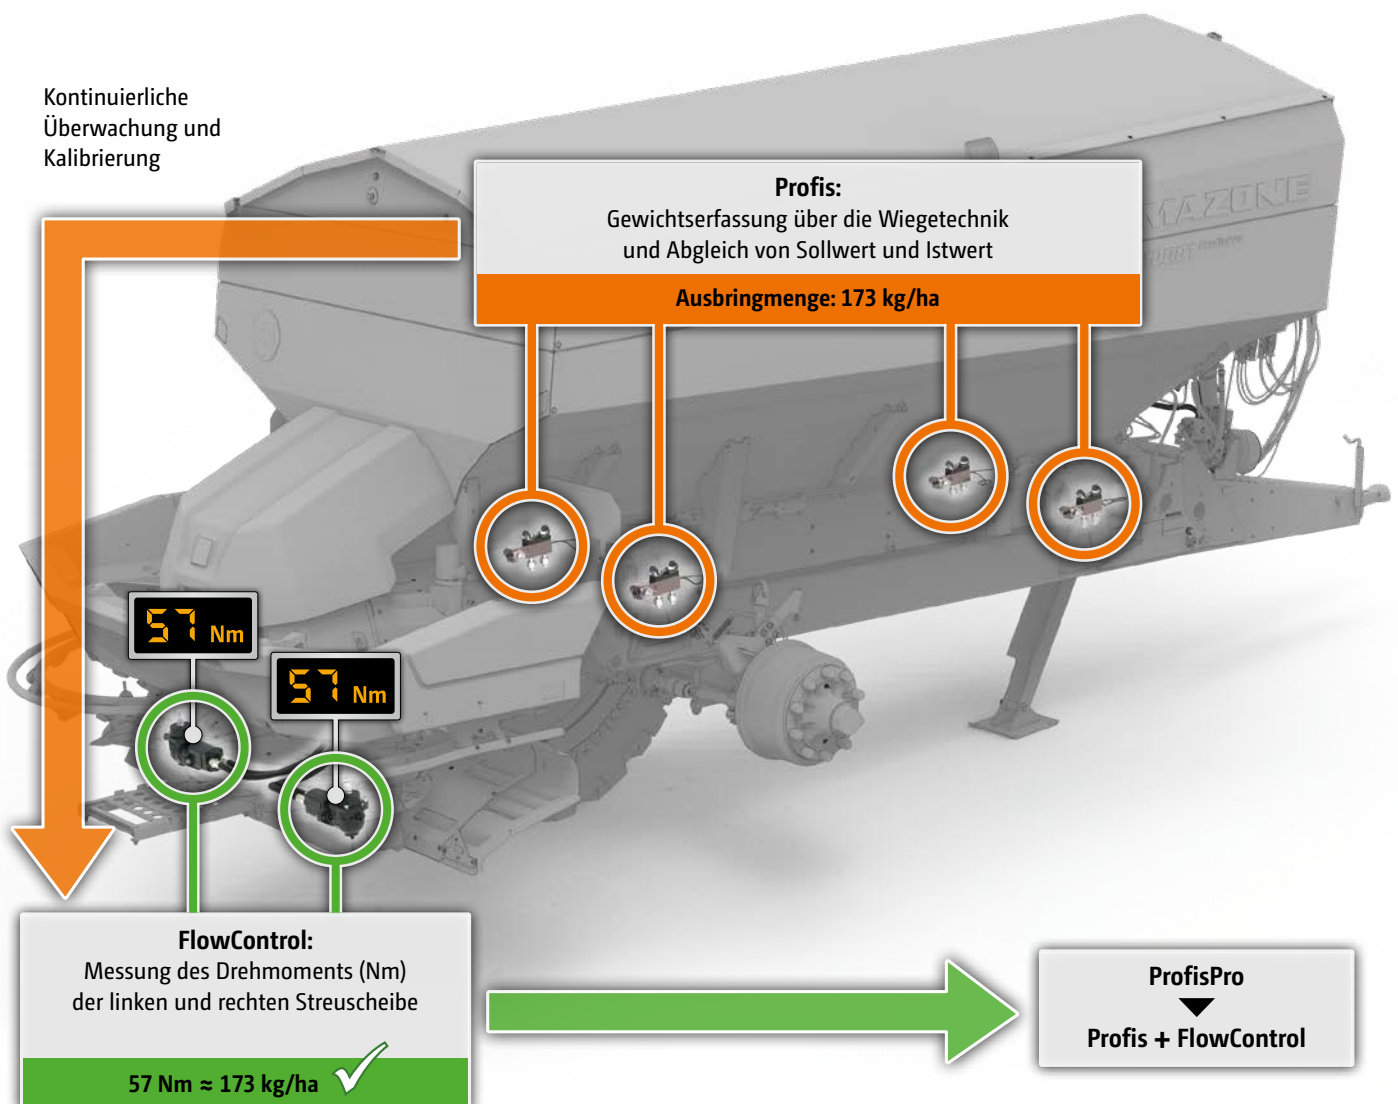 Kontinuierliche
Überwachung und
Kalibrierung
Profis:
Gewichtserfassung über die Wiegetechnik
und Abgleich von Sollwert und Istwert
Ausbringmenge: 173 kg/ha
MAZONE
57 Nm
57 Nm
FlowControl:
Messung des Drehmoments (Nm)
der linken und rechten Streuscheibe
57 Nm ≈ 173 kg/ha
ProfisPro
Profis + FlowControl